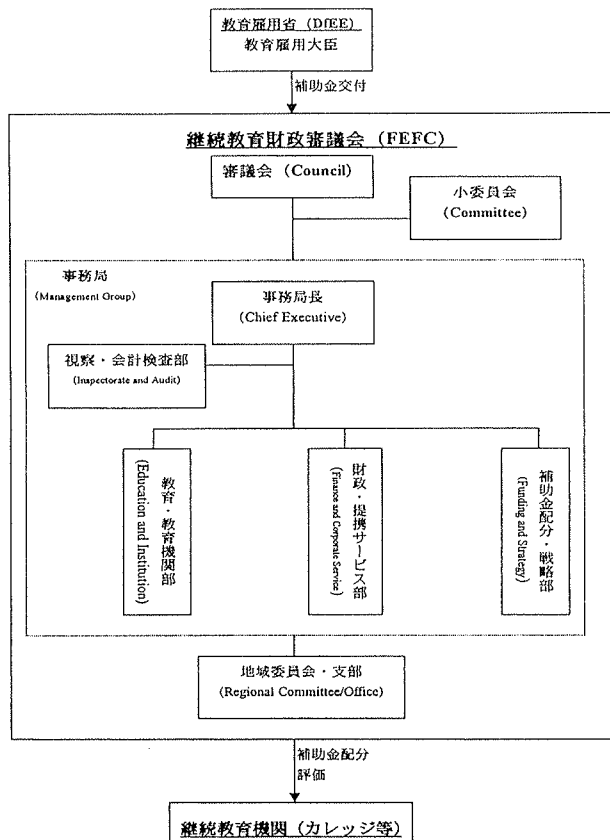 教育雇用省（DfEE）
教育雇用大臣
補助金交付
継続教育財政審議会（FEFC）
審議会（Council）
小委員会
(Committee)
事務局
(Management Group)
事務局長
(Chief Executive)
視察・会計検査部
(Inspectorate and Audit)
教育・教育機関部
(Education and Institution)
財政・提携サービス部
(Finance and Corporate Service)
補助金配分・戦略部
(Funding and Strategy)
地域委員会・支部
(Regional Committee/Office)
補助金配分
評価
継続教育機関（カレッジ等）